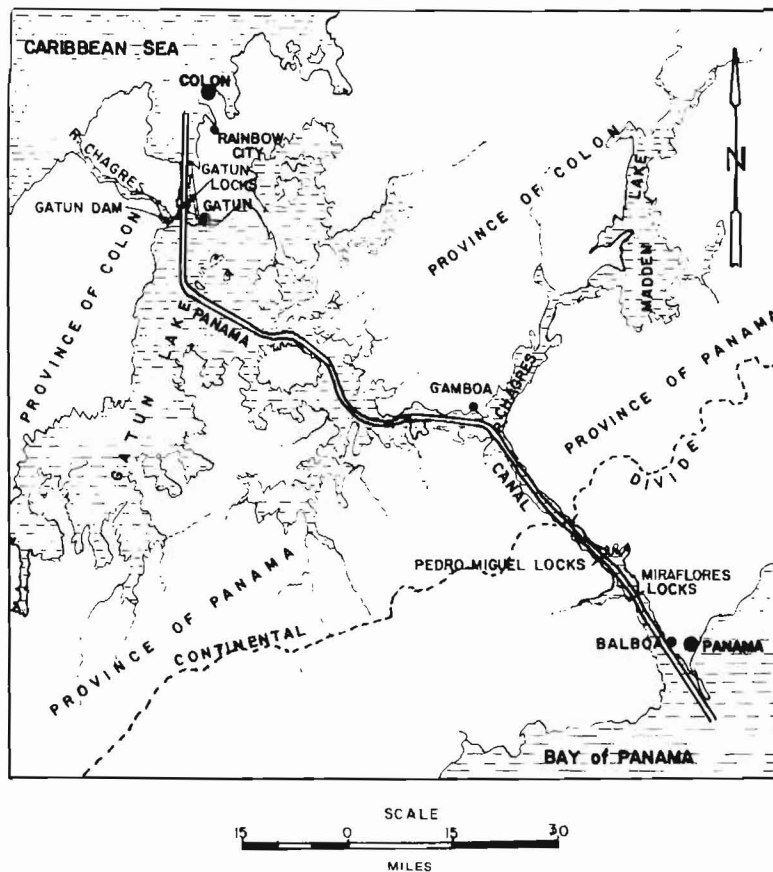 CARIBBEAN SEA
COLON
RAINBOW
CITY
R. CHAGRES
GATUN
LOCKS
GATUN DAM
GATUN
PROVINCE OF COLON
PROVINCE OF COLON
LAKE
MADDEN
N
GATUN LAKE
PANAMA
CANAL
GAMBOA
R. CHAGRES
PROVINCE OF PANAMA
DIVIDE
PEDRO MIGUEL LOCKS
MIRAFLORES
LOCKS
PROVINCE OF PANAMA
CONTINENTAL
BALBOA
PANAMA
BAY of PANAMA
SCALE
15 0 15 30
MILES